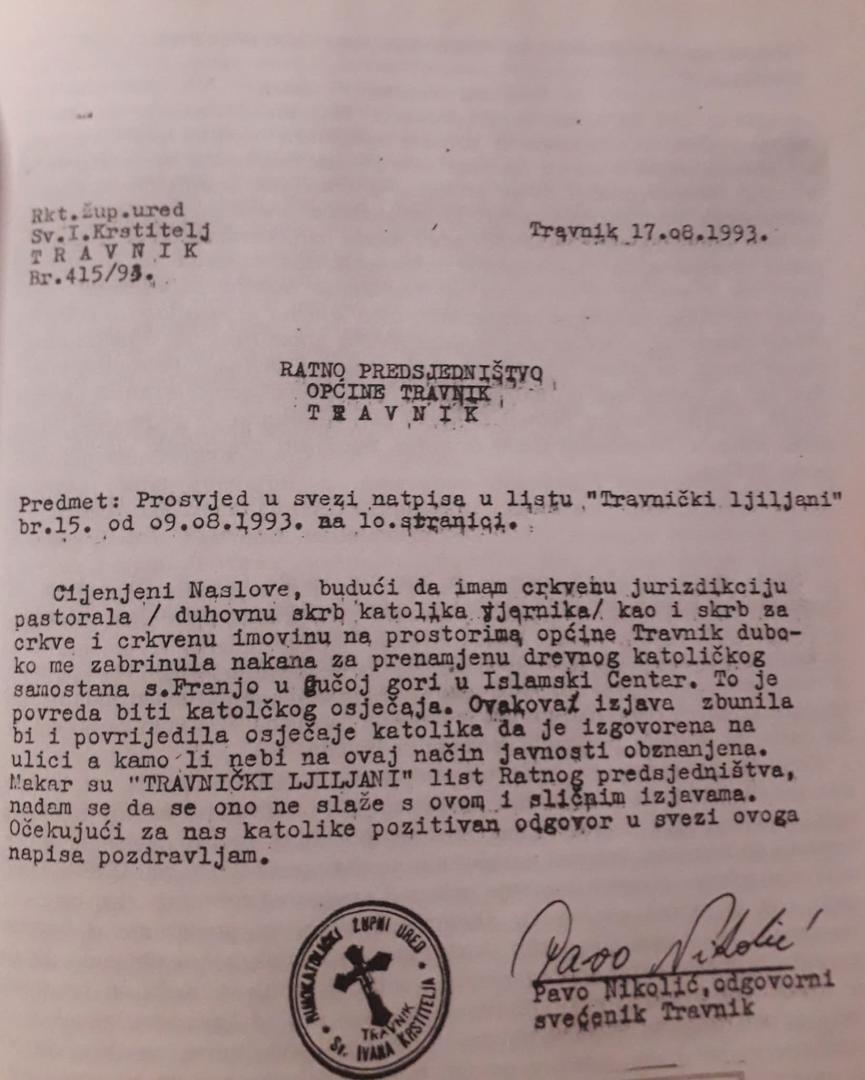 Rkt.žup.ured
Sv.I.Krstitelj
T R A V N I K
Br.415/93.
Travnik 17.o8.1993.
RATNO PREDSJEDNIŠTVO
OPĆINE TRAVNIK
T R A V N I K
Predmet: Prosvjed u svezi natpisa u listu "Travnički ljiljani"
br.15. od o9.o8.1993. na lo.stranici.
Cijenjeni Naslove, budući da imam crkvenu jurizdikciju
pastorala / duhovnu skrb katolika vjernika/ kao i skrb za
crkve i crkvenu imovinu na prostorima općine Travnik dubo-
ko me zabrinula nakana za prenamjenu drevnog katoličkog
samostana s.Franjo u Gučoj gori u Islamski Center. To je
povreda biti katolčkog osječaja. Ovakova izjava zbunila
bi i povrijedila osječaje katolika da je izgovorena na
ulici a kamo li nebi na ovaj način javnosti obznanjena.
Makar su "TRAVNIČKI LJILJANI" list Ratnog predsjedništva,
nadam se da se ono ne slaže s ovom i sličnim izjavama.
Očekujući za nas katolike pozitivan odgovor u svezi ovoga
napisa pozdravljam.
Pavo Nikolić
Pavo Nikolić,odgovorni
svećenik Travnik
RIMOKATOLIČKI ŽUPNI URED
TRAVNIK
Sv. IVANA KRSTITELJA